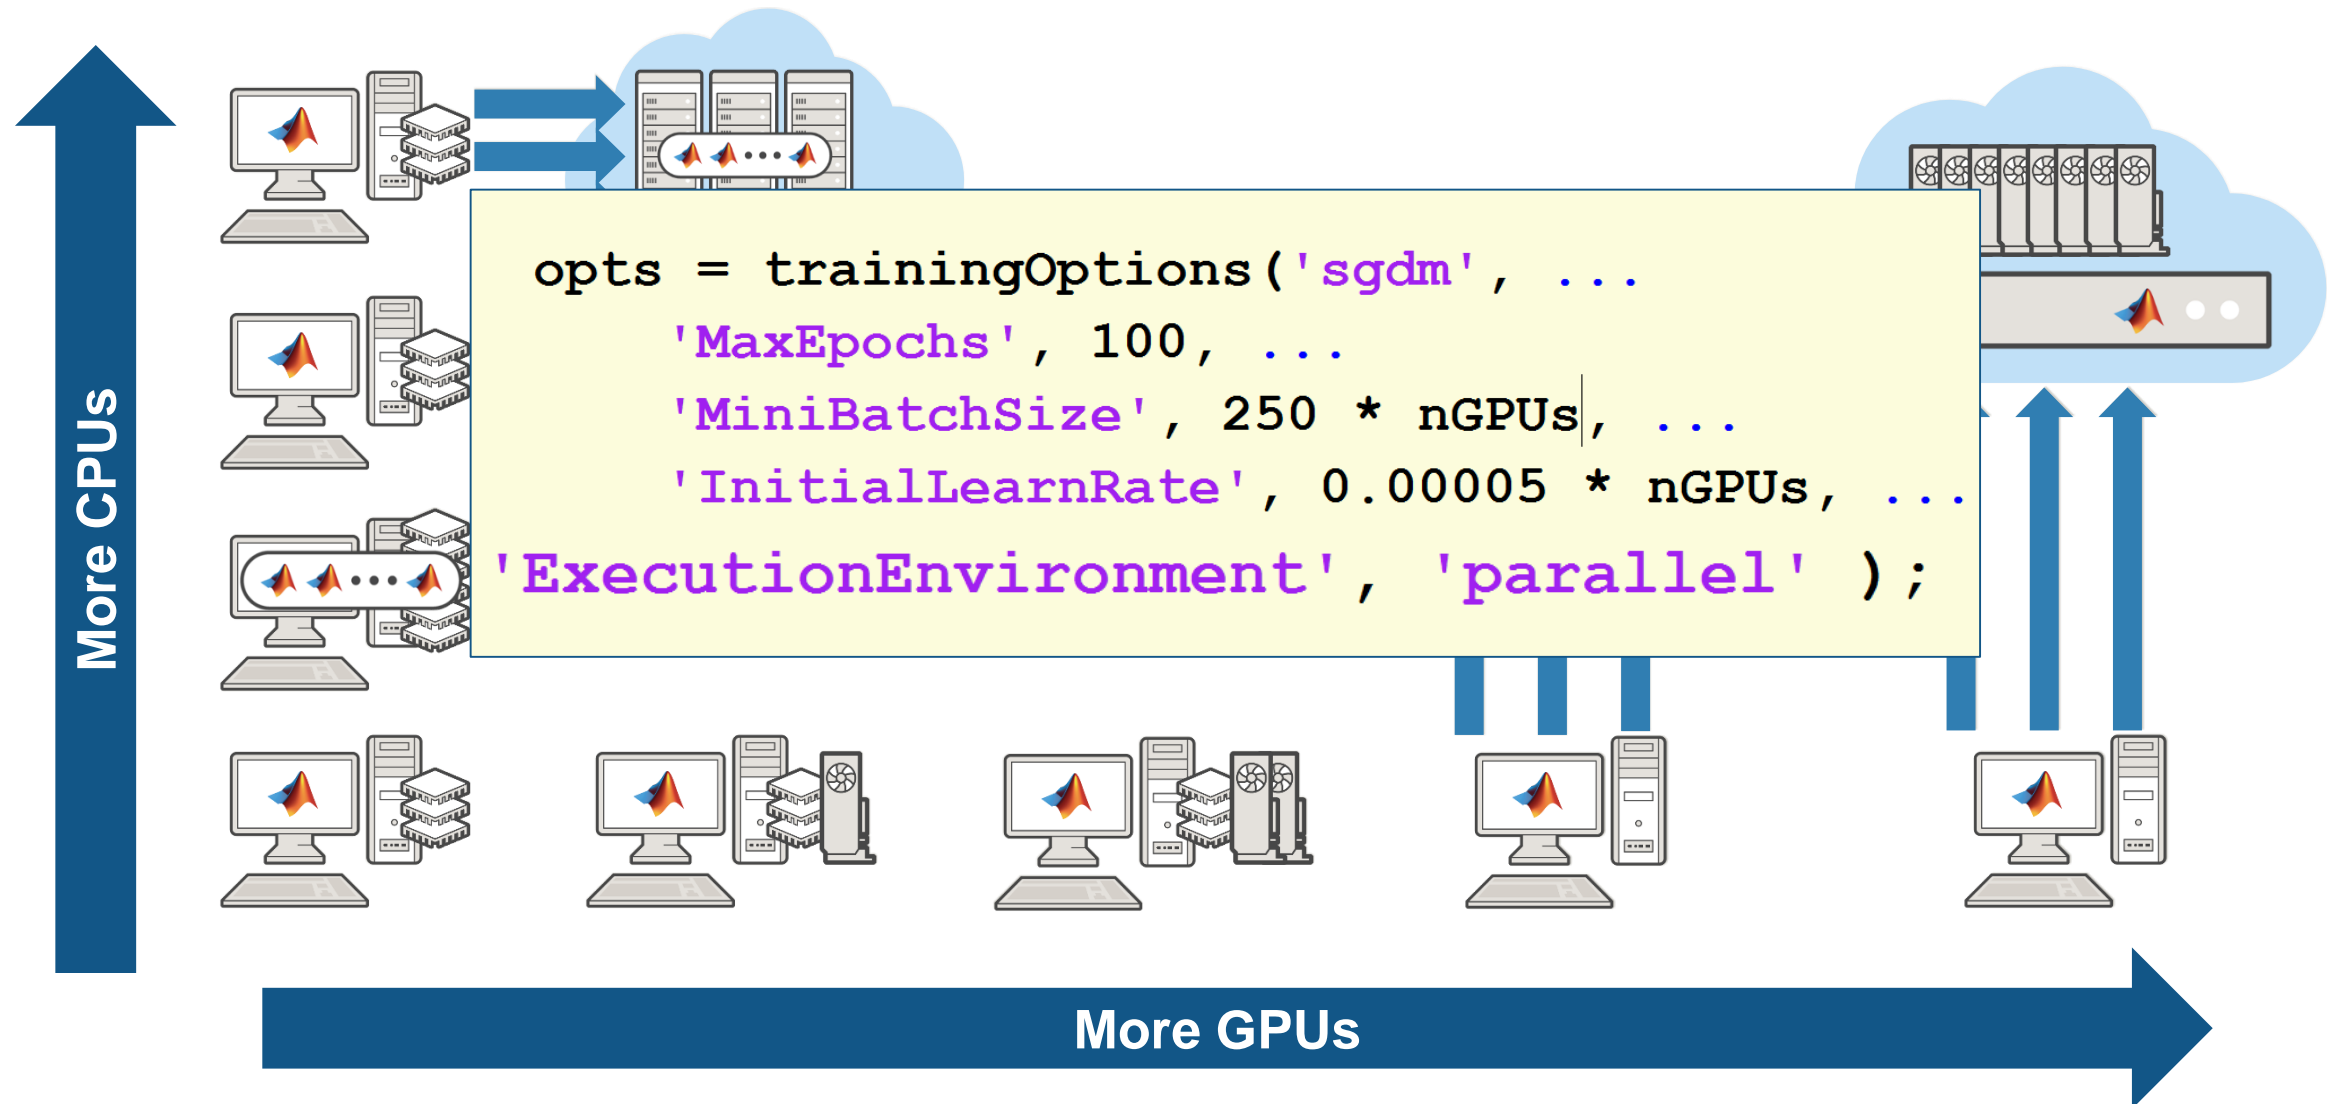 opts = trainingOptions('sgdm', ...
'MaxEpochs', 100, ...
'MiniBatchSize', 250 * nGPUs, ...
'InitialLearnRate', 0.00005 * nGPUs, ...
'ExecutionEnvironment', 'parallel' );
More CPUs
More GPUs